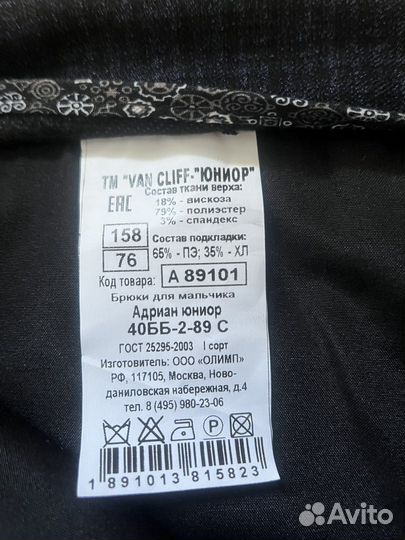 ТМ "VAN CLIFF-"ЮНИОР"
Состав ткани верха:
EAC 18% - вискоза
79% - полиэстер
3% - спандекс
158 Состав подкладки:
76 65% - ПЭ; 35% - ХЛ
Код товара: А 89101
Брюки для мальчика
Адриан юниор
40ББ-2-89 С
ГОСТ 25295-2003 I сорт
Изготовитель: ООО «ОЛИМП»
РФ, 117105, Москва, Ново-
даниловская набережная, д.4
тел. 8 (495) 980-23-06
P
1 891013 815823
Avito